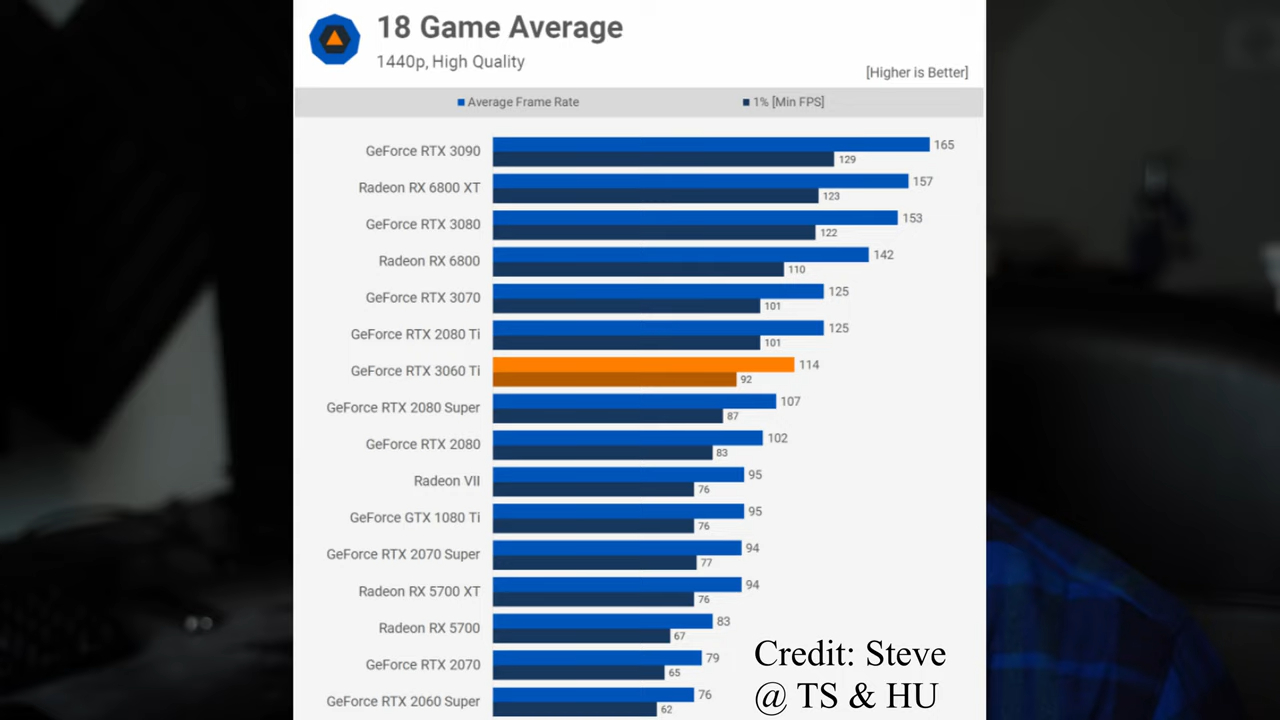 18 Game Average
1440p, High Quality
[Higher is Better]
Average Frame Rate 1% [Min FPS]
GeForce RTX 3090 165
129
Radeon RX 6800 XT 157
123
GeForce RTX 3080 153
122
Radeon RX 6800 142
110
GeForce RTX 3070 125
101
GeForce RTX 2080 Ti 125
101
GeForce RTX 3060 Ti 114
92
GeForce RTX 2080 Super 107
87
GeForce RTX 2080 102
83
Radeon VII 95
76
GeForce GTX 1080 Ti 95
76
GeForce RTX 2070 Super 94
77
Radeon RX 5700 XT 94
76
Radeon RX 5700 83
67
GeForce RTX 2070 79
65
GeForce RTX 2060 Super 76
62
Credit: Steve
@ TS & HU